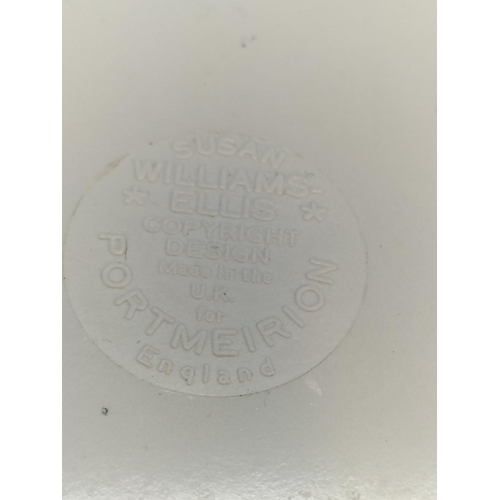 SUSAN
WILLIAMS-
* ELLIS *
COPYRIGHT
DESIGN
Made in the
U.K.
for
PORTMEIRION
England